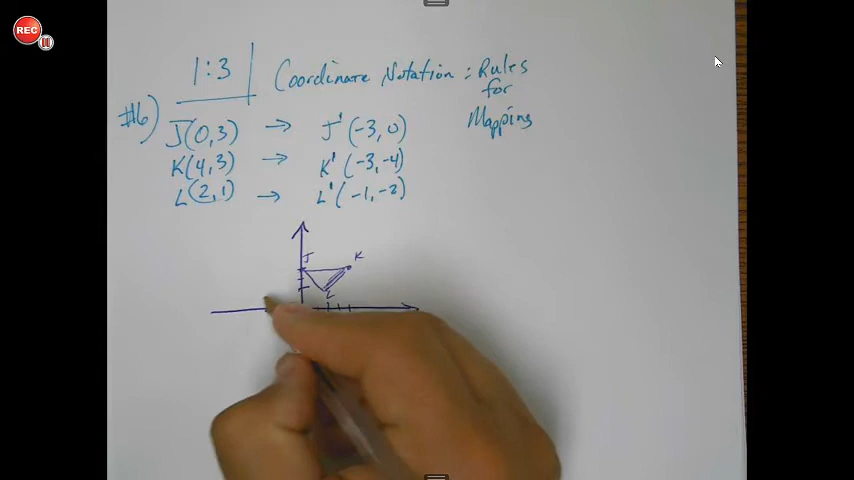 REC
1:3
Coordinate Notation : Rules
for
Mapping
#6)
J(0,3) → J'(-3,0)
K(4,3) → K'(-3,-4)
L(2,1) → L'(-1,-2)
J
K
L